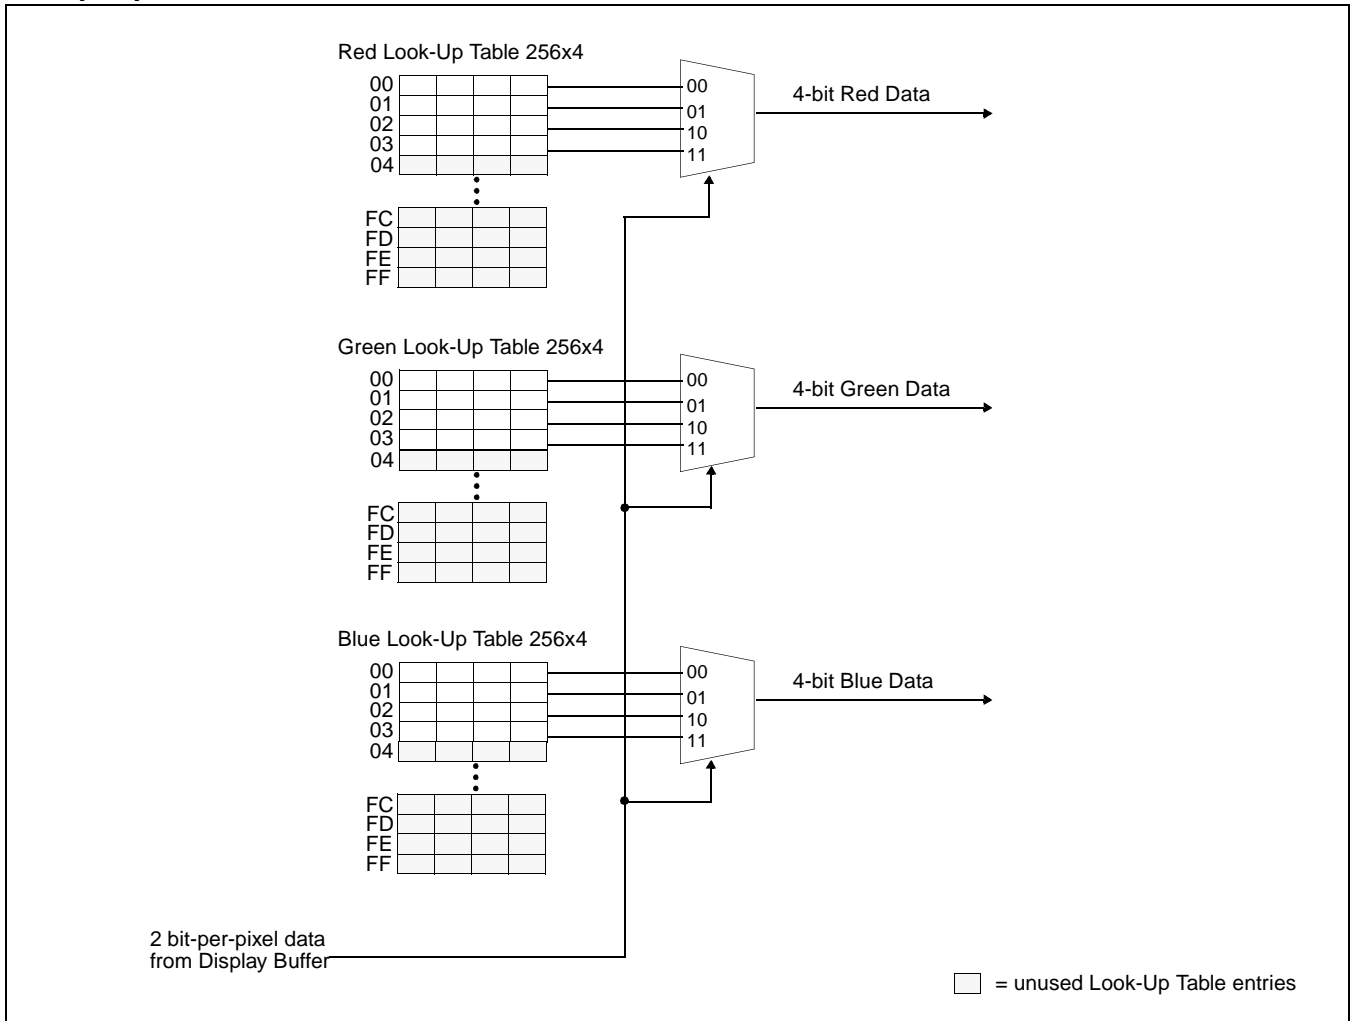 Red Look-Up Table 256x4
00
01
02
03
04
FC
FD
FE
FF
00
01
10
11
4-bit Red Data
Green Look-Up Table 256x4
00
01
02
03
04
FC
FD
FE
FF
00
01
10
11
4-bit Green Data
Blue Look-Up Table 256x4
00
01
02
03
04
FC
FD
FE
FF
00
01
10
11
4-bit Blue Data
2 bit-per-pixel data
from Display Buffer
= unused Look-Up Table entries